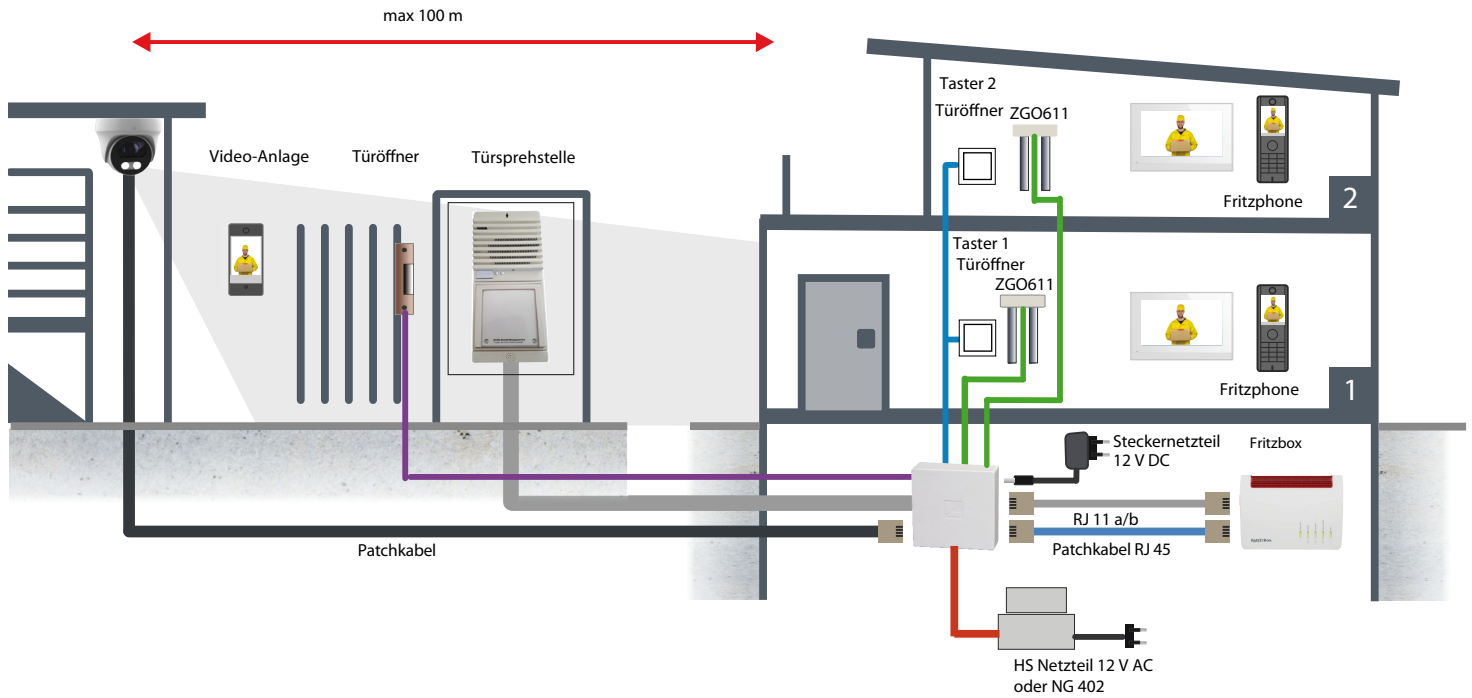 max 100 m
Taster 2
Türöffner
ZGO611
Video-Anlage
Türöffner
Türsprehstelle
Fritzphone
2
Taster 1
Türöffner
ZGO611
Fritzphone
1
Steckernetzteil
12 V DC
Fritzbox
RJ 11 a/b
Patchkabel RJ 45
Patchkabel
HS Netzteil 12 V AC
oder NG 402